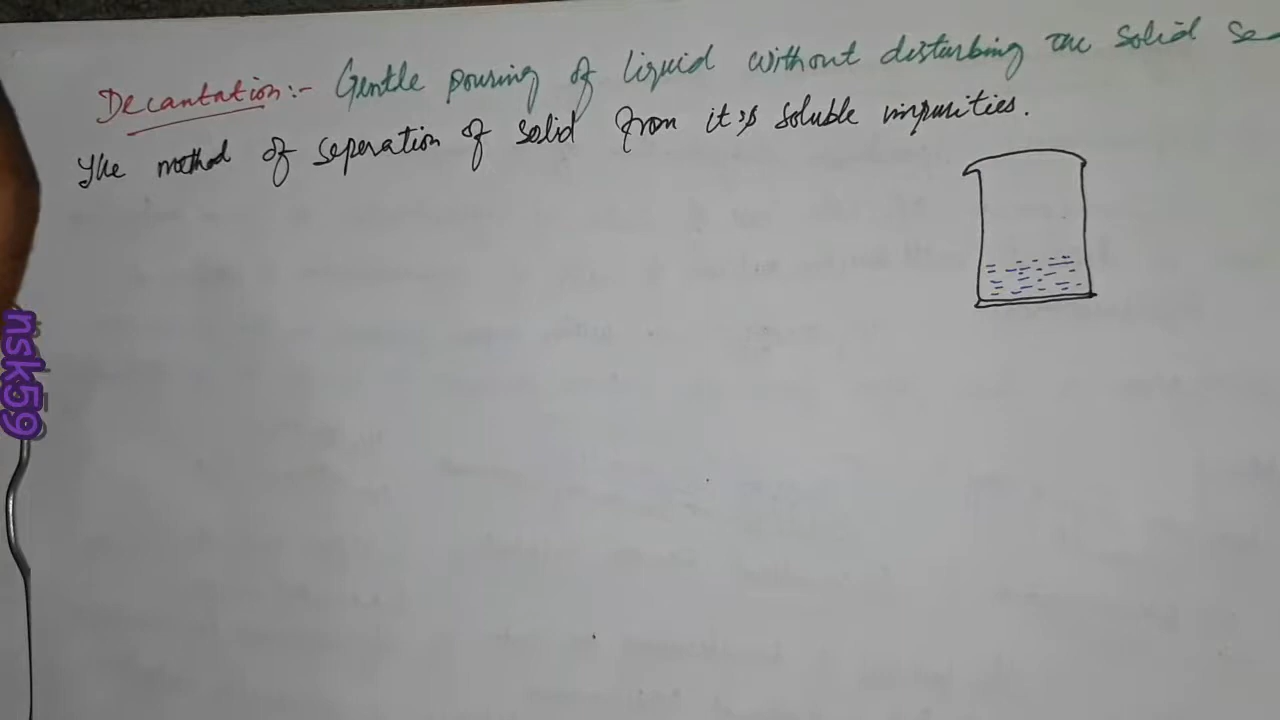 Decantation:- Gentle pouring of liquid without disturbing the solid se
The method of seperation of solid from it's soluble impurities.
nsk59